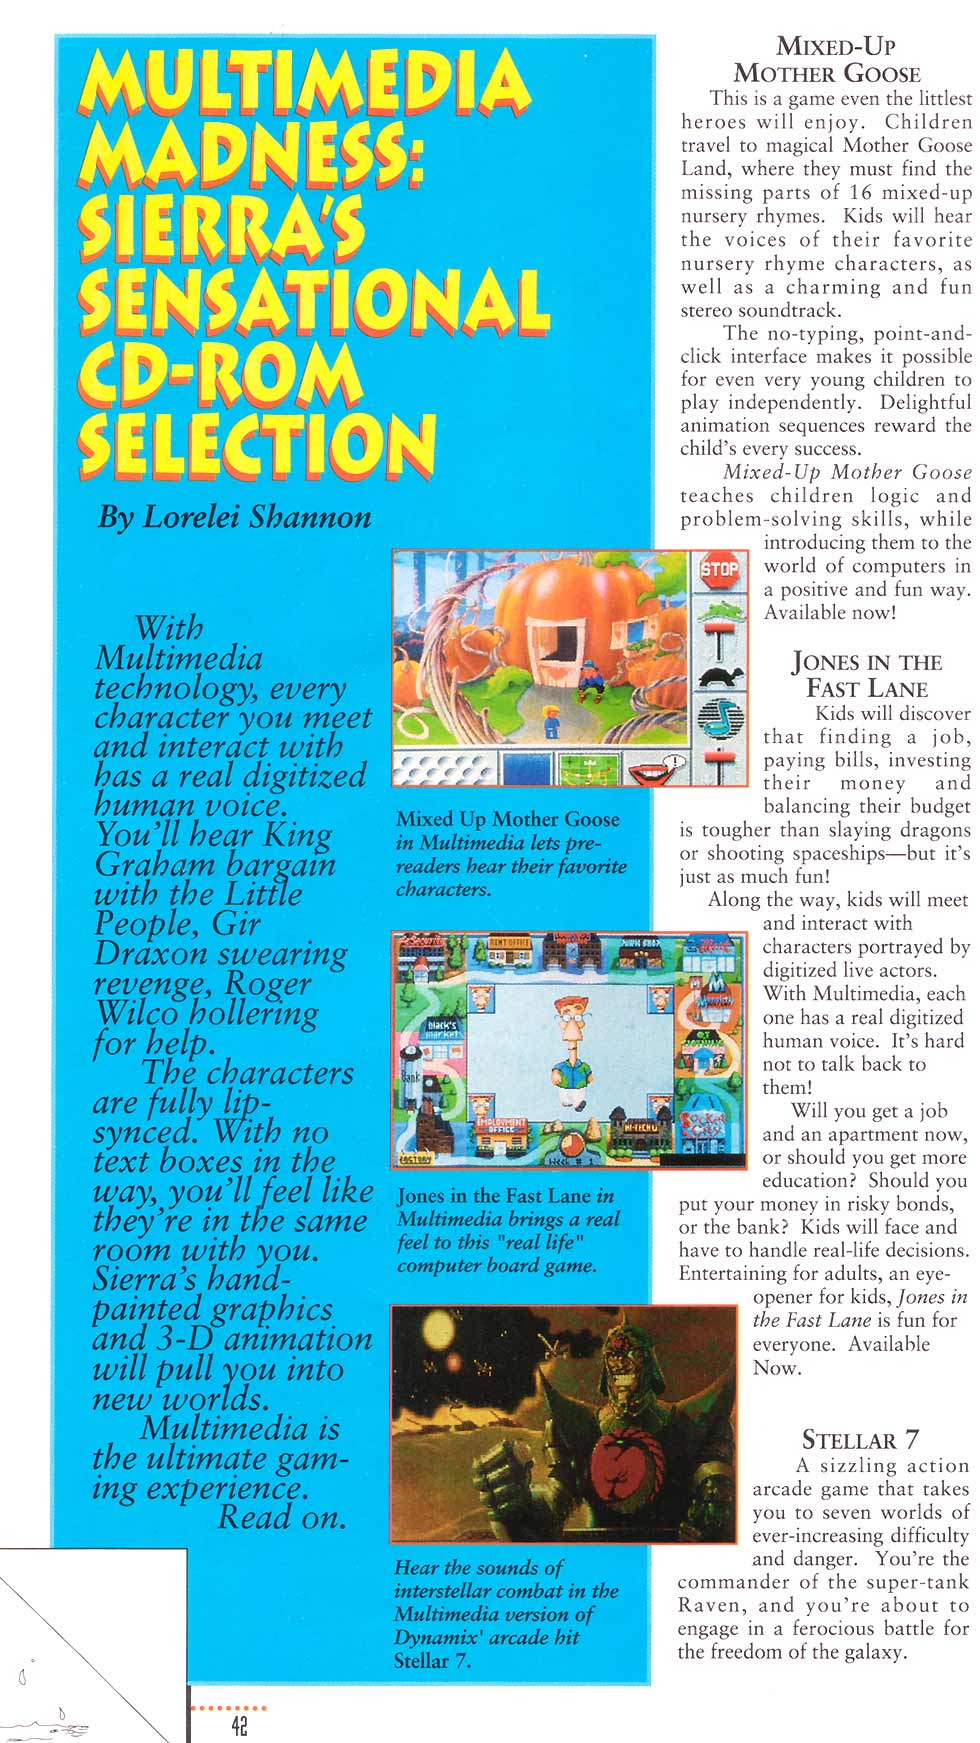 MULTIMEDIA
MADNESS:
SIERRA'S
SENSATIONAL
CD-ROM
SELECTION
By Lorelei Shannon
With
Multimedia
technology, every
character you meet
and interact with
has a real digitized
human voice.
You'll hear King
Graham bargain
with the Little
People, Gir
Draxon swearing
revenge, Roger
Wilco hollering
for help.
The characters
are fully lip-
synced. With no
text boxes in the
way, you'll feel like
they're in the same
room with you.
Sierra's hand-
painted graphics
and 3-D animation
will pull you into
new worlds.
Multimedia is
the ultimate gam-
ing experience.
Read on.
STOP
Mixed Up Mother Goose
in Multimedia lets pre-
readers hear their favorite
characters.
RENT OFFICE
PAWN SHOP
black's
market
Bank
EMPLOYMENT
OFFICE
HI-TECH U
FACTORY
Week # 1
Jones in the Fast Lane in
Multimedia brings a real
feel to this "real life"
computer board game.
Hear the sounds of
interstellar combat in the
Multimedia version of
Dynamix' arcade hit
Stellar 7.
MIXED-UP
MOTHER GOOSE
This is a game even the littlest
heroes will enjoy. Children
travel to magical Mother Goose
Land, where they must find the
missing parts of 16 mixed-up
nursery rhymes. Kids will hear
the voices of their favorite
nursery rhyme characters, as
well as a charming and fun
stereo soundtrack.
The no-typing, point-and-
click interface makes it possible
for even very young children to
play independently. Delightful
animation sequences reward the
child's every success.
Mixed-Up Mother Goose
teaches children logic and
problem-solving skills, while
introducing them to the
world of computers in
a positive and fun way.
Available now!
JONES IN THE
FAST LANE
Kids will discover
that finding a job,
paying bills, investing
their money and
balancing their budget
is tougher than slaying dragons
or shooting spaceships—but it's
just as much fun!
Along the way, kids will meet
and interact with
characters portrayed by
digitized live actors.
With Multimedia, each
one has a real digitized
human voice. It's hard
not to talk back to
them!
Will you get a job
and an apartment now,
or should you get more
education? Should you
put your money in risky bonds,
or the bank? Kids will face and
have to handle real-life decisions.
Entertaining for adults, an eye-
opener for kids, Jones in
the Fast Lane is fun for
everyone. Available
Now.
STELLAR 7
A sizzling action
arcade game that takes
you to seven worlds of
ever-increasing difficulty
and danger. You're the
commander of the super-tank
Raven, and you're about to
engage in a ferocious battle for
the freedom of the galaxy.
42